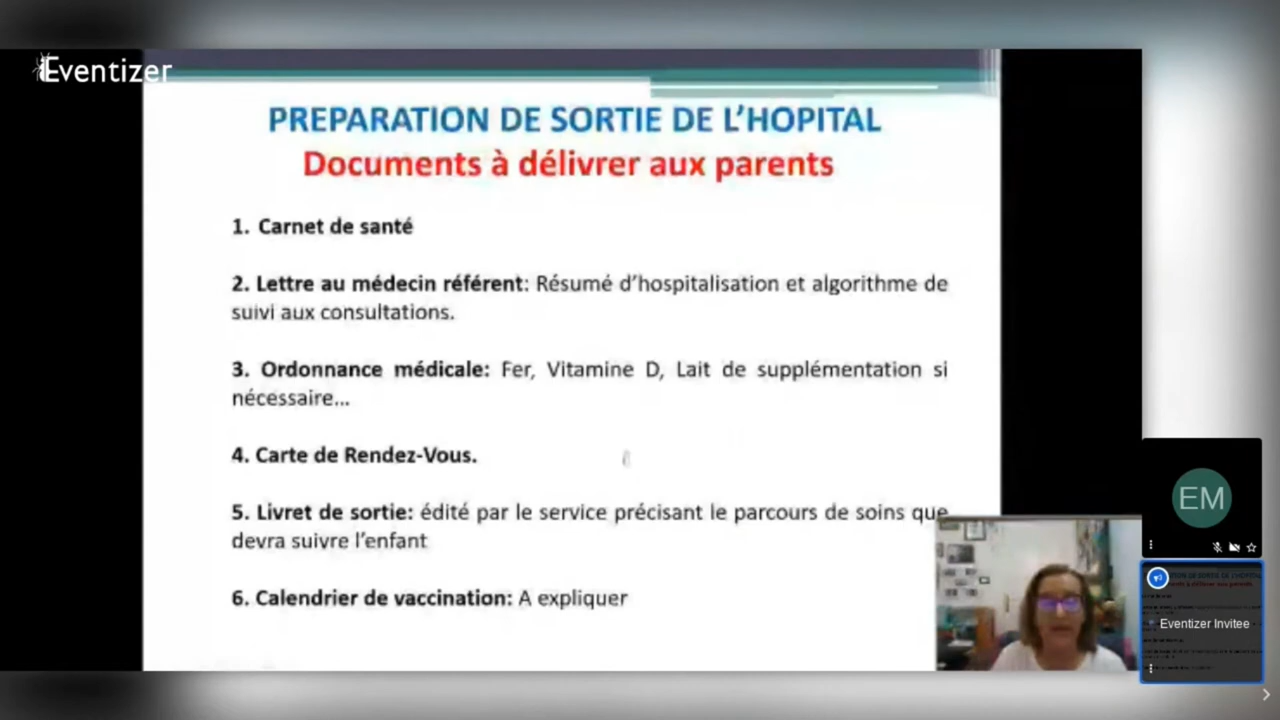 Eventizer
PREPARATION DE SORTIE DE L'HOPITAL
Documents à délivrer aux parents
1. Carnet de santé
2. Lettre au médecin référent: Résumé d'hospitalisation et algorithme de
suivi aux consultations.
3. Ordonnance médicale: Fer, Vitamine D, Lait de supplémentation si
nécessaire...
4. Carte de Rendez-Vous.
5. Livret de sortie: édité par le service précisant le parcours de soins que
devra suivre l'enfant
6. Calendrier de vaccination: A expliquer
EM
Eventizer Invitee